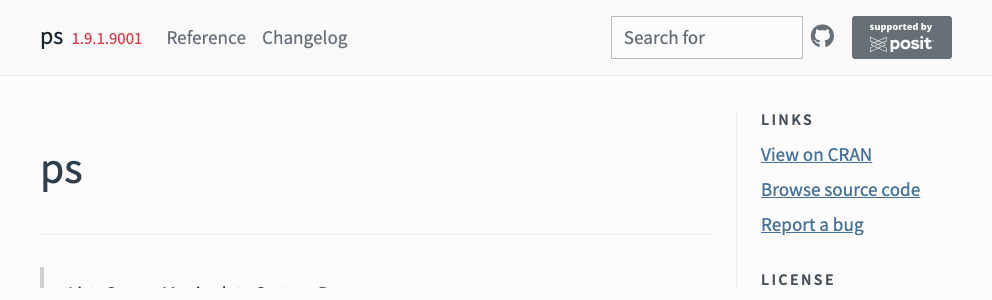 ps 1.9.1.9001 Reference Changelog Search for supported by posit
LINKS
View on CRAN
ps
Browse source code
Report a bug
LICENSE